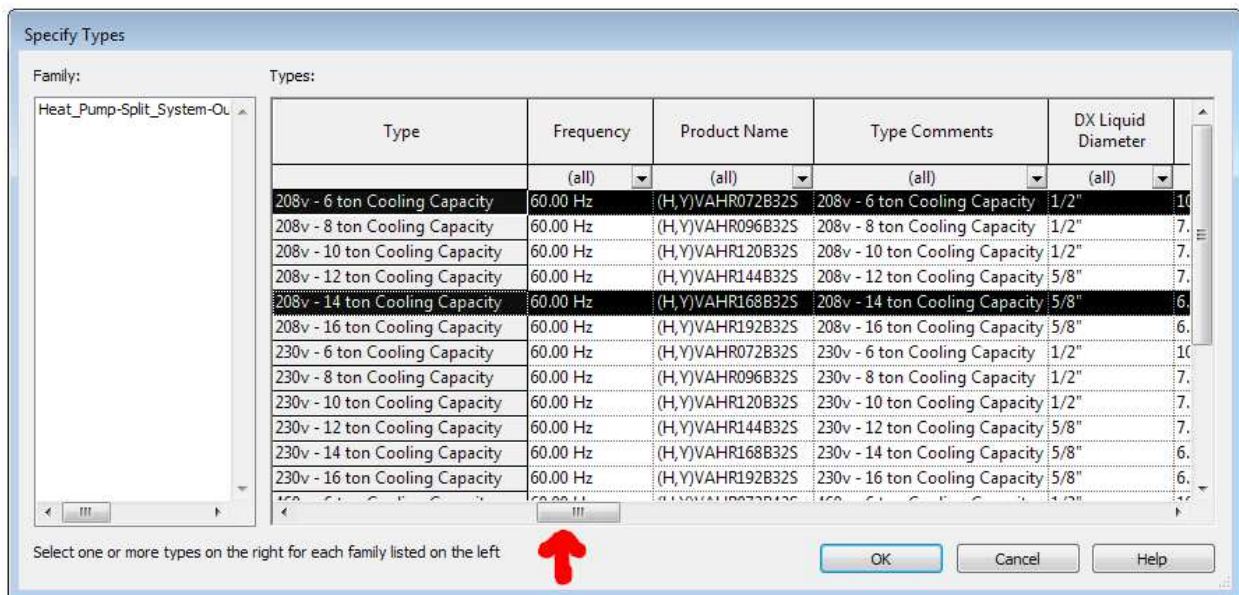 Specify Types
Family:
Types:
Heat_Pump-Split_System-Ou
Type Frequency Product Name Type Comments DX Liquid Diameter
(all) (all) (all) (all)
208v - 6 ton Cooling Capacity 60.00 Hz (H,Y)VAHR072B32S 208v - 6 ton Cooling Capacity 1/2" 10
208v - 8 ton Cooling Capacity 60.00 Hz (H,Y)VAHR096B32S 208v - 8 ton Cooling Capacity 1/2" 7.
208v - 10 ton Cooling Capacity 60.00 Hz (H,Y)VAHR120B32S 208v - 10 ton Cooling Capacity 1/2" 7.
208v - 12 ton Cooling Capacity 60.00 Hz (H,Y)VAHR144B32S 208v - 12 ton Cooling Capacity 5/8" 7.
208v - 14 ton Cooling Capacity 60.00 Hz (H,Y)VAHR168B32S 208v - 14 ton Cooling Capacity 5/8" 6.
208v - 16 ton Cooling Capacity 60.00 Hz (H,Y)VAHR192B32S 208v - 16 ton Cooling Capacity 5/8" 6.
230v - 6 ton Cooling Capacity 60.00 Hz (H,Y)VAHR072B32S 230v - 6 ton Cooling Capacity 1/2" 10
230v - 8 ton Cooling Capacity 60.00 Hz (H,Y)VAHR096B32S 230v - 8 ton Cooling Capacity 1/2" 7.
230v - 10 ton Cooling Capacity 60.00 Hz (H,Y)VAHR120B32S 230v - 10 ton Cooling Capacity 1/2" 7.
230v - 12 ton Cooling Capacity 60.00 Hz (H,Y)VAHR144B32S 230v - 12 ton Cooling Capacity 5/8" 7.
230v - 14 ton Cooling Capacity 60.00 Hz (H,Y)VAHR168B32S 230v - 14 ton Cooling Capacity 5/8" 6.
230v - 16 ton Cooling Capacity 60.00 Hz (H,Y)VAHR192B32S 230v - 16 ton Cooling Capacity 5/8" 6.
Select one or more types on the right for each family listed on the left
OK Cancel Help